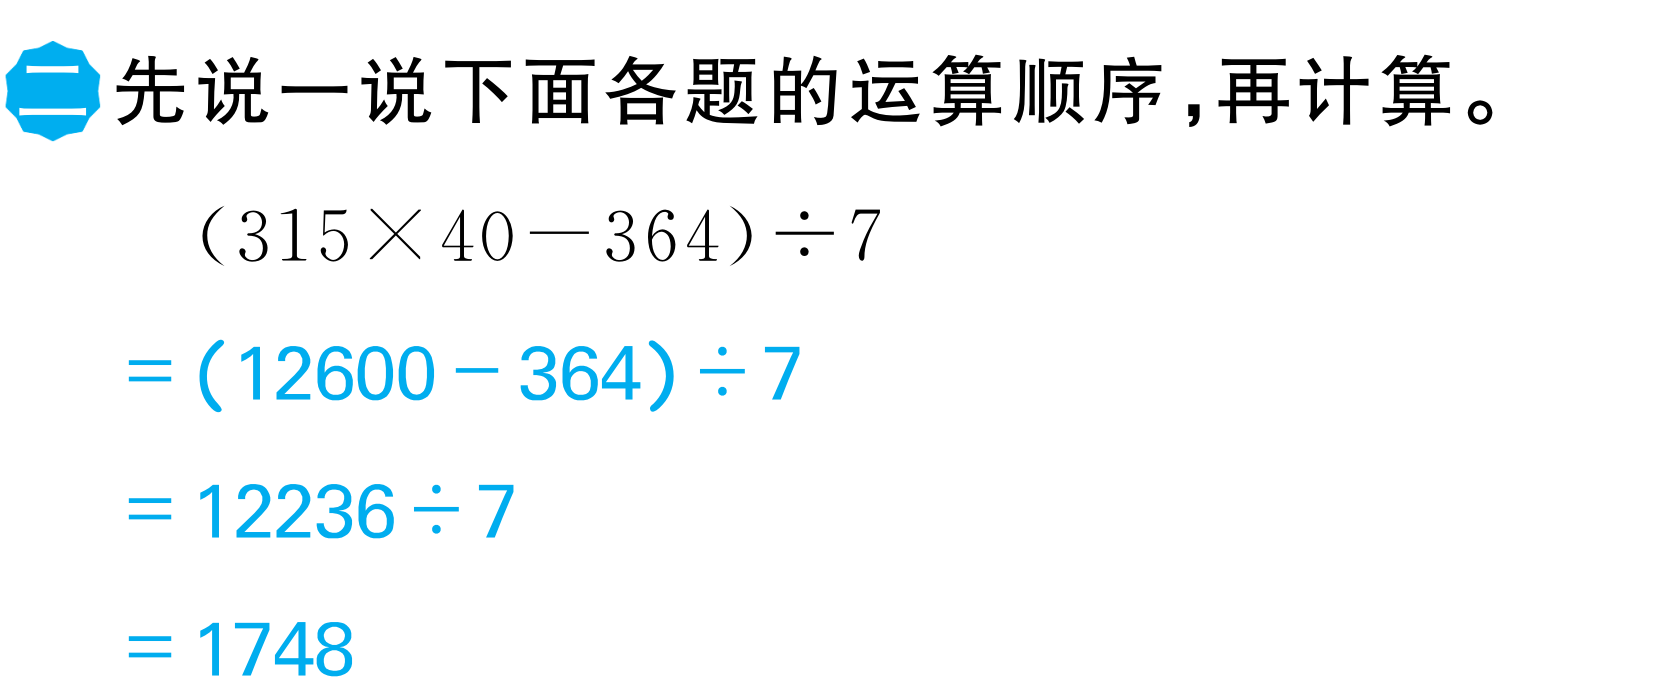 二 先说一说下面各题的运算顺序,再计算。
(315×40－364)÷7
=(12600－364)÷7
=12236÷7
=1748